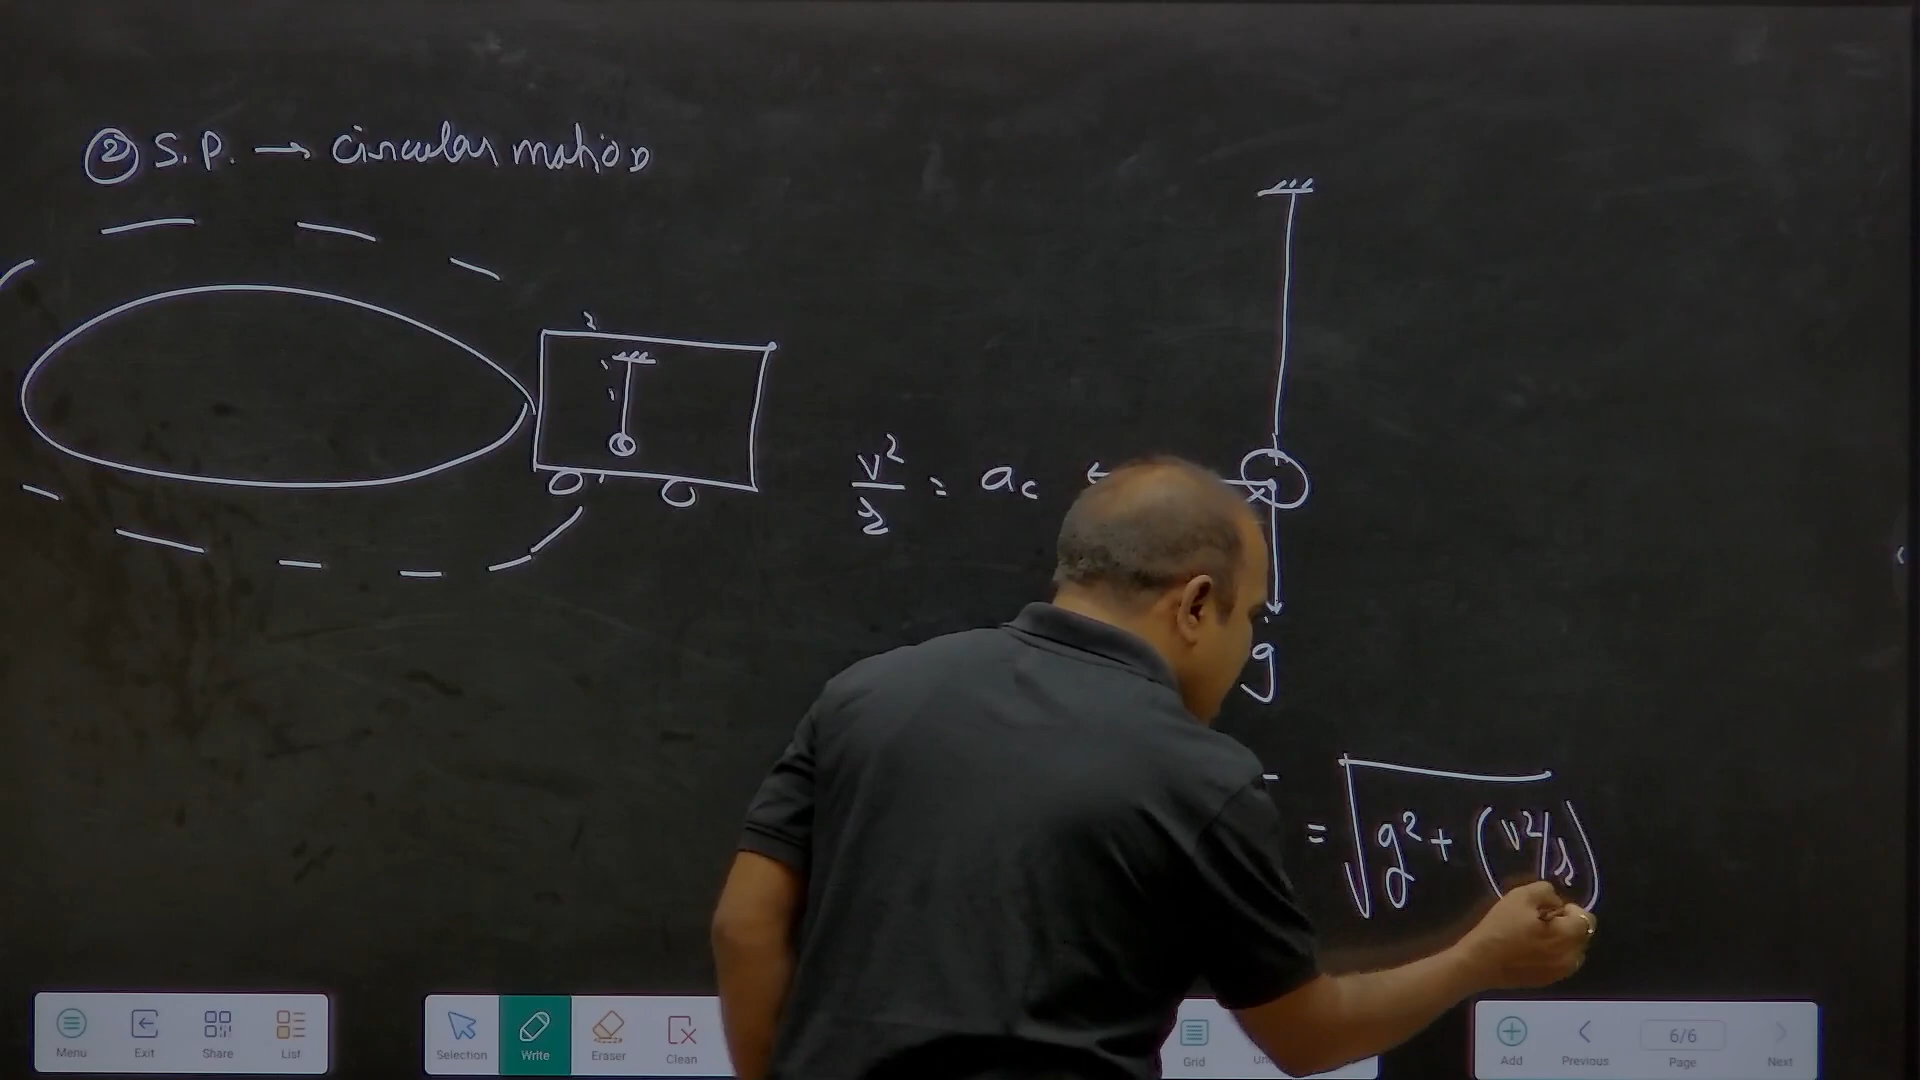 ② S.P. → circular motion
v²/r = ac
g
= √g² + (v²/r)
Menu Exit Share List
Selection Write Eraser Clean
Grid
Add Previous 6/6 Page Next